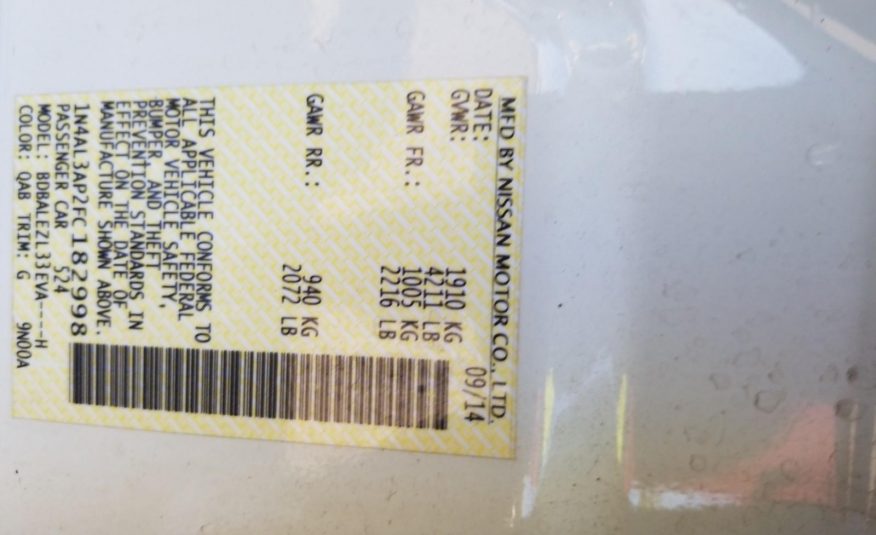 MFD BY NISSAN MOTOR CO., LTD.
DATE: 09/14
GVWR: 1910 KG
4211 LB
GAWR FR.: 1005 KG
2216 LB
GAWR RR.: 940 KG
2072 LB
THIS VEHICLE CONFORMS TO
ALL APPLICABLE FEDERAL
MOTOR VEHICLE SAFETY,
BUMPER, AND THEFT
PREVENTION STANDARDS IN
EFFECT ON THE DATE OF
MANUFACTURE SHOWN ABOVE.
1N4AL3AP2FC182998
PASSENGER CAR 524
MODEL: BDBALEZL33EVA----H
COLOR: QAB TRIM: G 9N00A